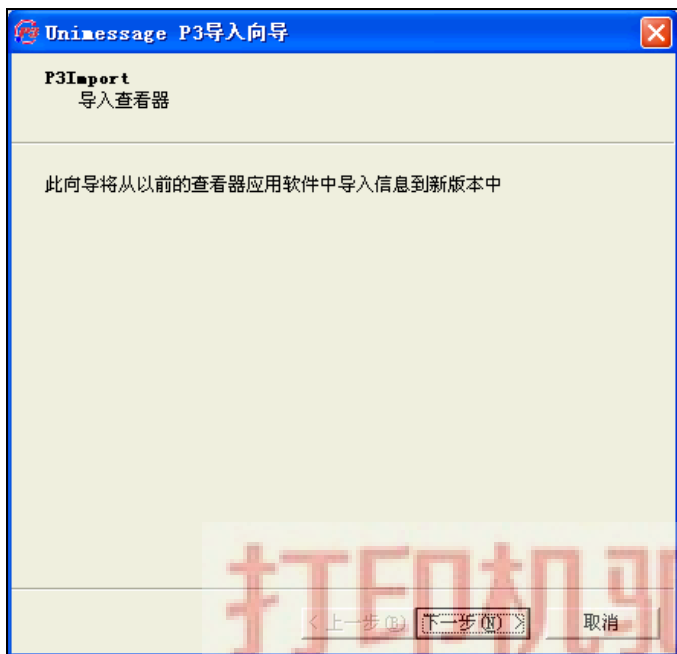 Unimessage P3导入向导
P3Import
导入查看器
此向导将从以前的查看器应用软件中导入信息到新版本中
打印机驱
< 上一步(B) 下一步(N) > 取消